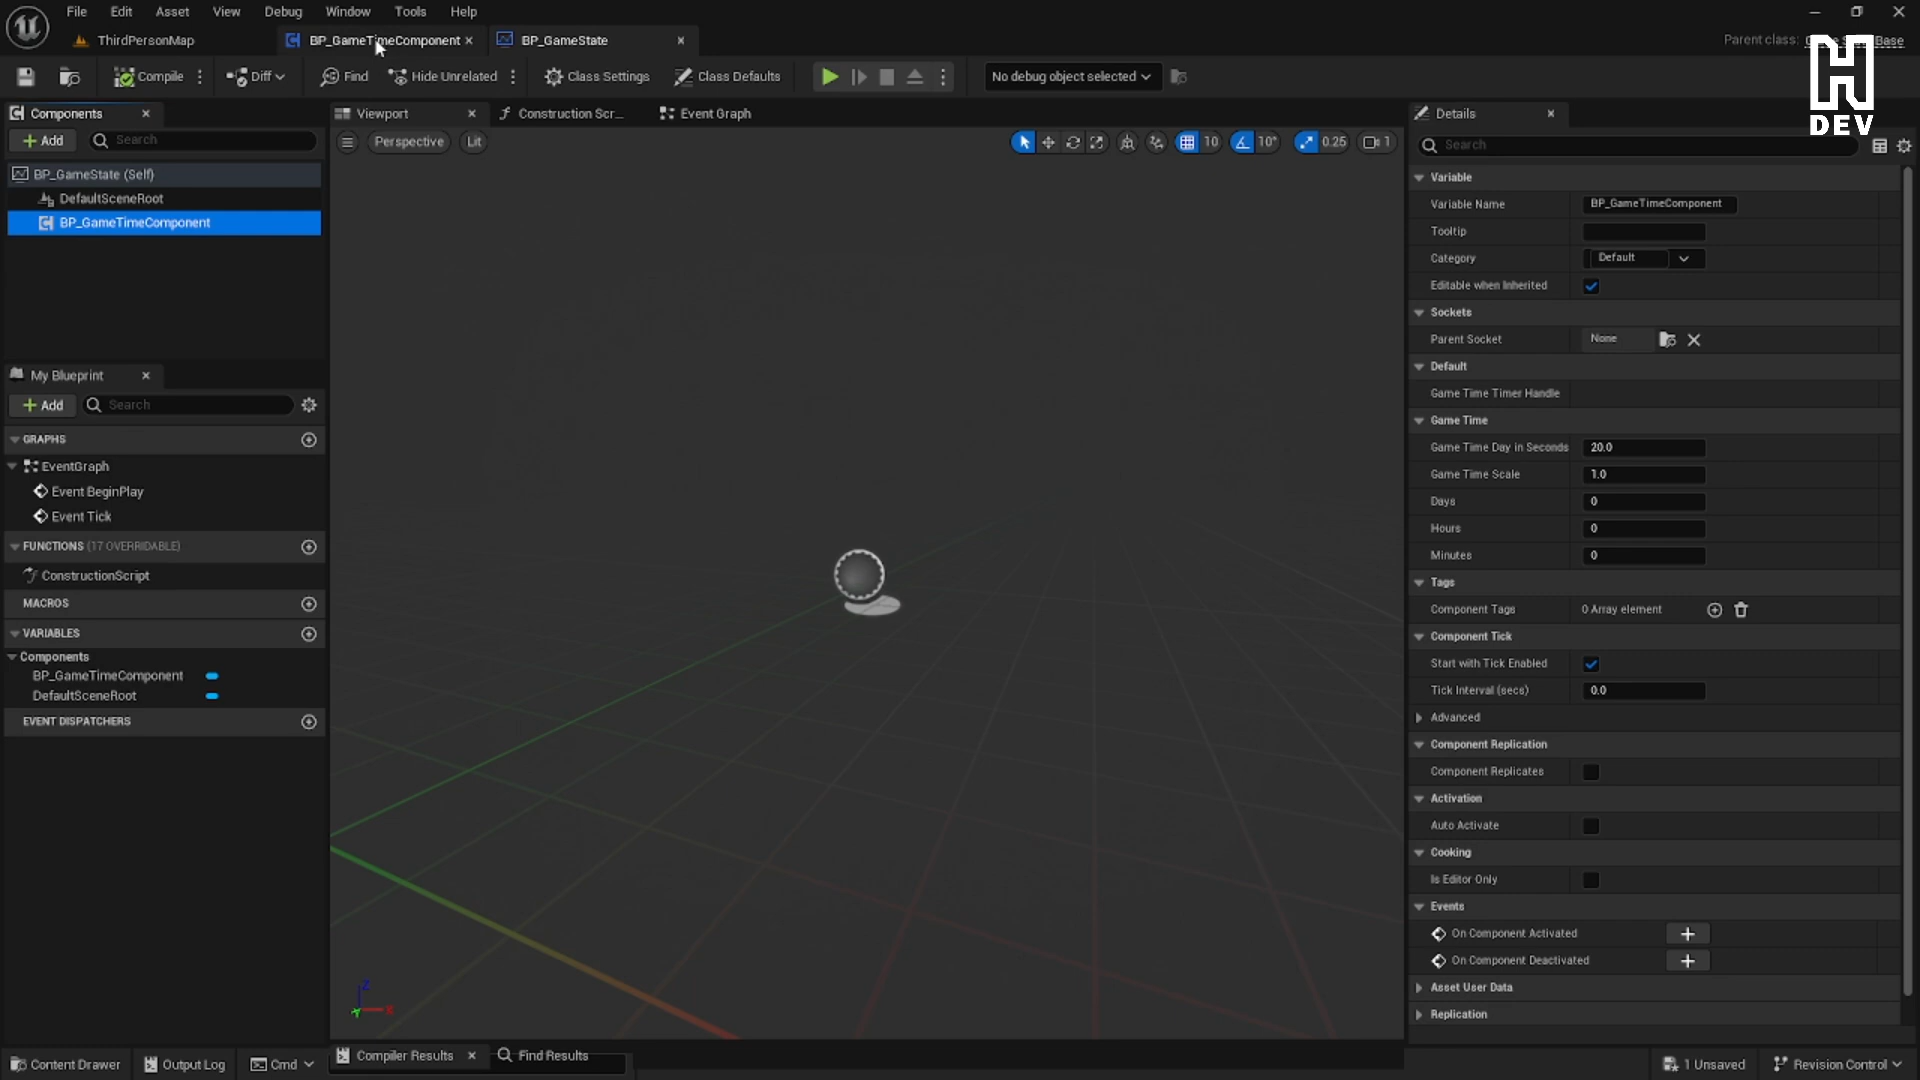 File Edit Asset View Debug Window Tools Help
ThirdPersonMap BP_GameTimeComponent BP_GameState Parent class:
Compile Diff Find Hide Unrelated Class Settings Class Defaults No debug object selected
H
DEV
Components Viewport Construction Scr... Event Graph Details
Add Search Perspective Lit 10 10° 0.25 1 Search
BP_GameState (Self)
DefaultSceneRoot
BP_GameTimeComponent
My Blueprint
Add Search
GRAPHS
EventGraph
Event BeginPlay
Event Tick
FUNCTIONS (17 OVERRIDABLE)
ConstructionScript
MACROS
VARIABLES
Components
BP_GameTimeComponent
DefaultSceneRoot
EVENT DISPATCHERS
Z
X
Y
Variable
Variable Name BP_GameTimeComponent
Tooltip
Category Default
Editable when Inherited
Sockets
Parent Socket None
Default
Game Time Timer Handle
Game Time
Game Time Day in Seconds 20.0
Game Time Scale 1.0
Days 0
Hours 0
Minutes 0
Tags
Component Tags 0 Array element
Component Tick
Start with Tick Enabled
Tick Interval (secs) 0.0
Advanced
Component Replication
Component Replicates
Activation
Auto Activate
Cooking
Is Editor Only
Events
On Component Activated
On Component Deactivated
Asset User Data
Replication
Content Drawer Output Log Cmd Compiler Results Find Results 1 Unsaved Revision Control